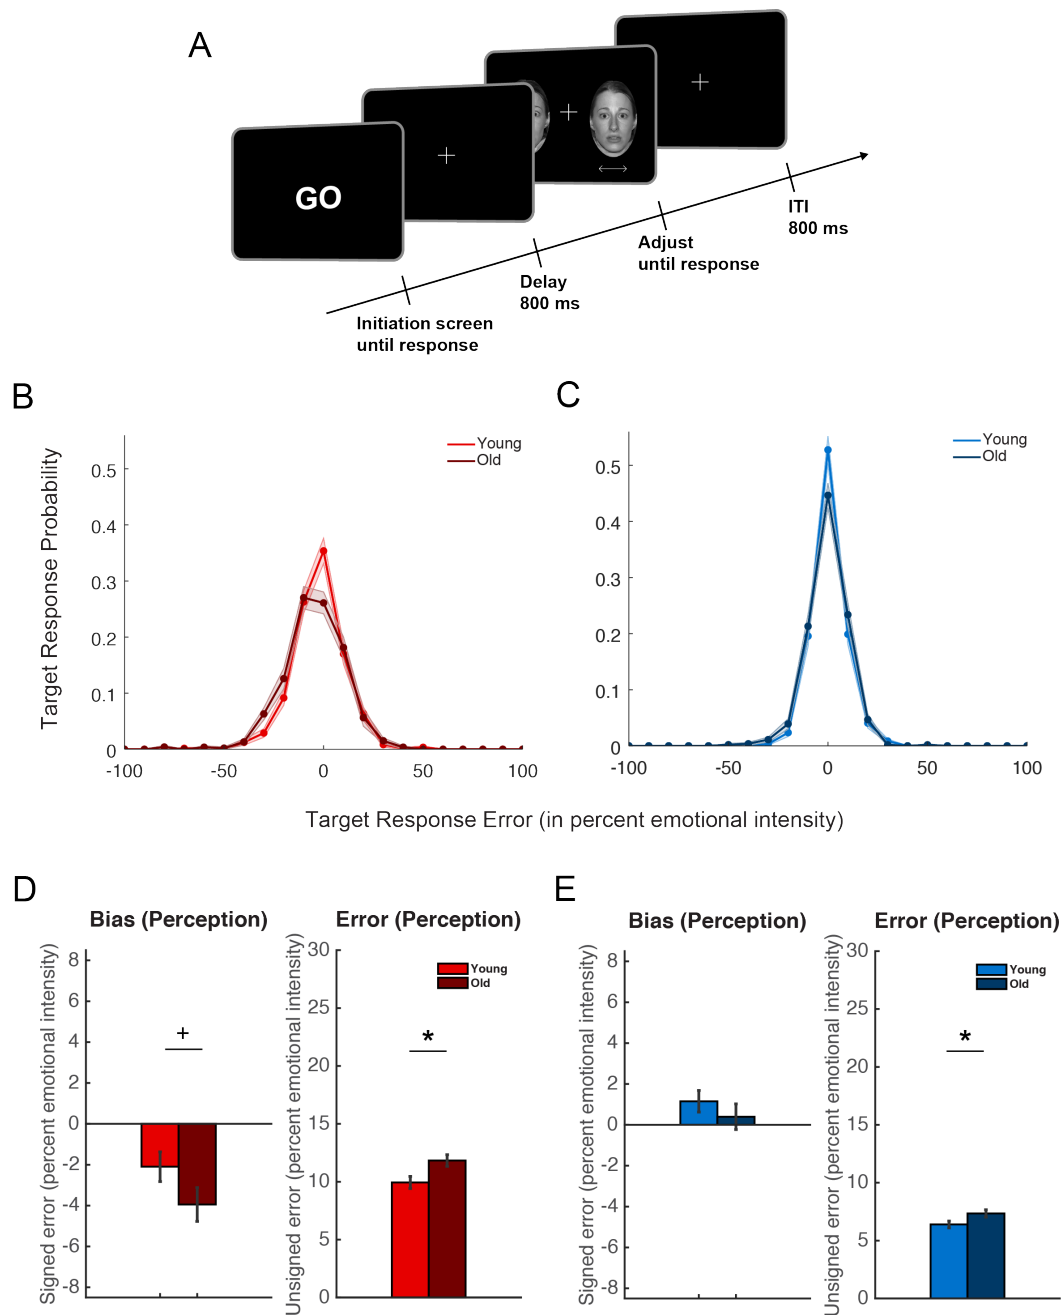 A
GO
Initiation screen
until response
Delay
800 ms
Adjust
until response
ITI
800 ms
B
Target Response Probability
0.5
0.4
0.3
0.2
0.1
0
-100
-50
0
50
100
Young
Old
C
0.5
0.4
0.3
0.2
0.1
0
-100
-50
0
50
100
Young
Old
Target Response Error (in percent emotional intensity)
D
Bias (Perception)
Signed error (percent emotional intensity)
8
6
4
2
0
-2
-4
-6
-8
+
Error (Perception)
Unsigned error (percent emotional intensity)
30
25
20
15
10
5
0
Young
Old
*
E
Bias (Perception)
Signed error (percent emotional intensity)
8
6
4
2
0
-2
-4
-6
-8
Error (Perception)
Unsigned error (percent emotional intensity)
30
25
20
15
10
5
0
Young
Old
*